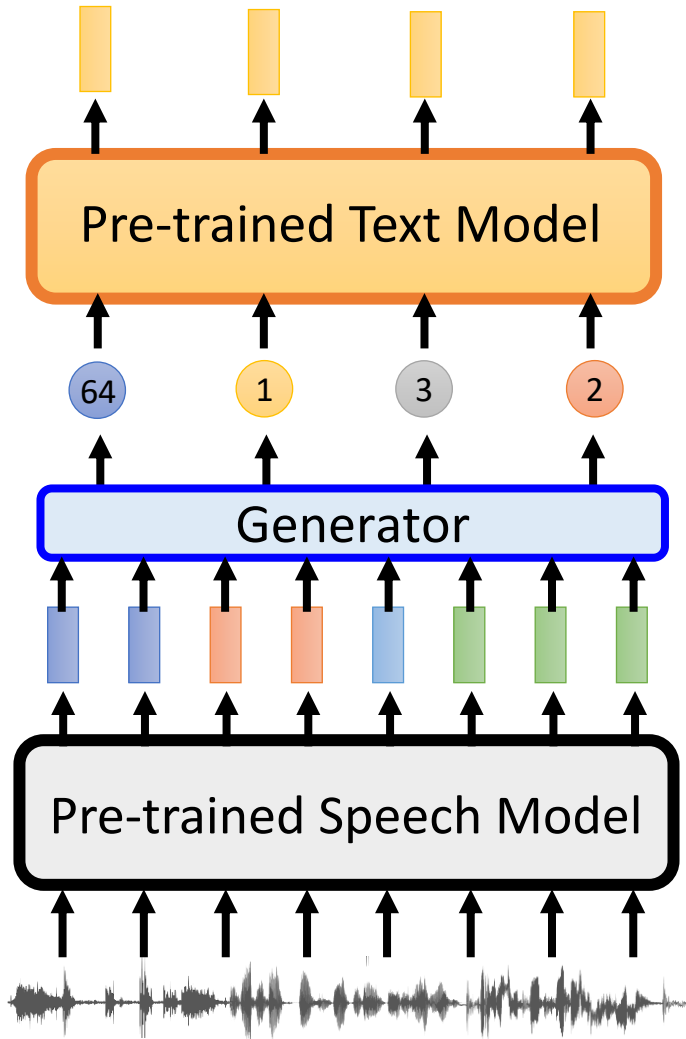 Pre-trained Text Model
64 1 3 2
Generator
Pre-trained Speech Model